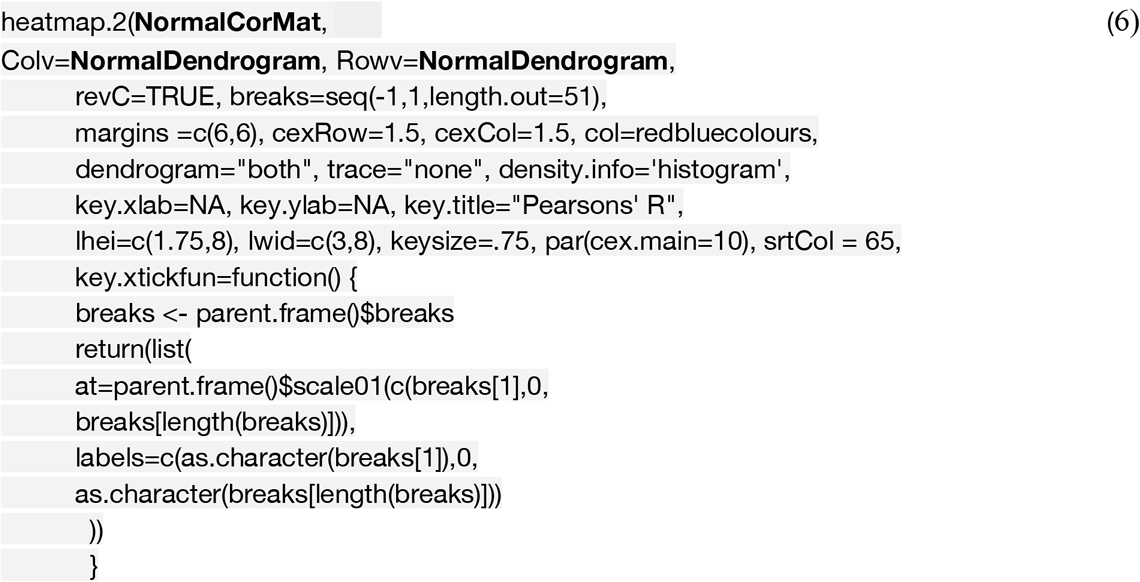 heatmap.2(NormalCorMat, (6)
Colv=NormalDendrogram, Rowv=NormalDendrogram,
revC=TRUE, breaks=seq(-1,1,length.out=51),
margins =c(6,6), cexRow=1.5, cexCol=1.5, col=redbluecolours,
dendrogram="both", trace="none", density.info='histogram',
key.xlab=NA, key.ylab=NA, key.title="Pearsons' R",
lhei=c(1.75,8), lwid=c(3,8), keysize=.75, par(cex.main=10), srtCol = 65,
key.xtickfun=function() {
breaks <- parent.frame()$breaks
return(list(
at=parent.frame()$scale01(c(breaks[1],0,
breaks[length(breaks)])),
labels=c(as.character(breaks[1]),0,
as.character(breaks[length(breaks)]))
))
}